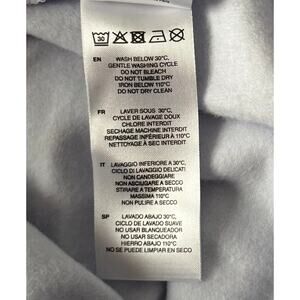 30
EN WASH BELOW 30°C,
GENTLE WASHING CYCLE
DO NOT BLEACH
DO NOT TUMBLE DRY
IRON BELOW 110°C
DO NOT DRY CLEAN
FR LAVER SOUS 30°C,
CYCLE DE LAVAGE DOUX
CHLORE INTERDIT
SECHAGE MACHINE INTERDIT
REPASSAGE INFÉRIEUR À 110°C
NETTOYAGE À SEC INTERDIT
IT LAVAGGIO INFERIORE A 30°C,
CICLO DI LAVAGGIO DELICATI
NON CANDEGGIARE
NON ASCIUGARE A SECCO
STIRARE A TEMPERATURA
MASSIMA 110°C
NON PULIRE A SECCO
SP LAVADO ABAJO 30°C,
CICLO DE LAVADO SUAVE
NO USAR BLANQUEADOR
NO USAR SECADORA
HIERRO ABAJO 110°C
NO SE PUEDE LIMPIAR EN SECO